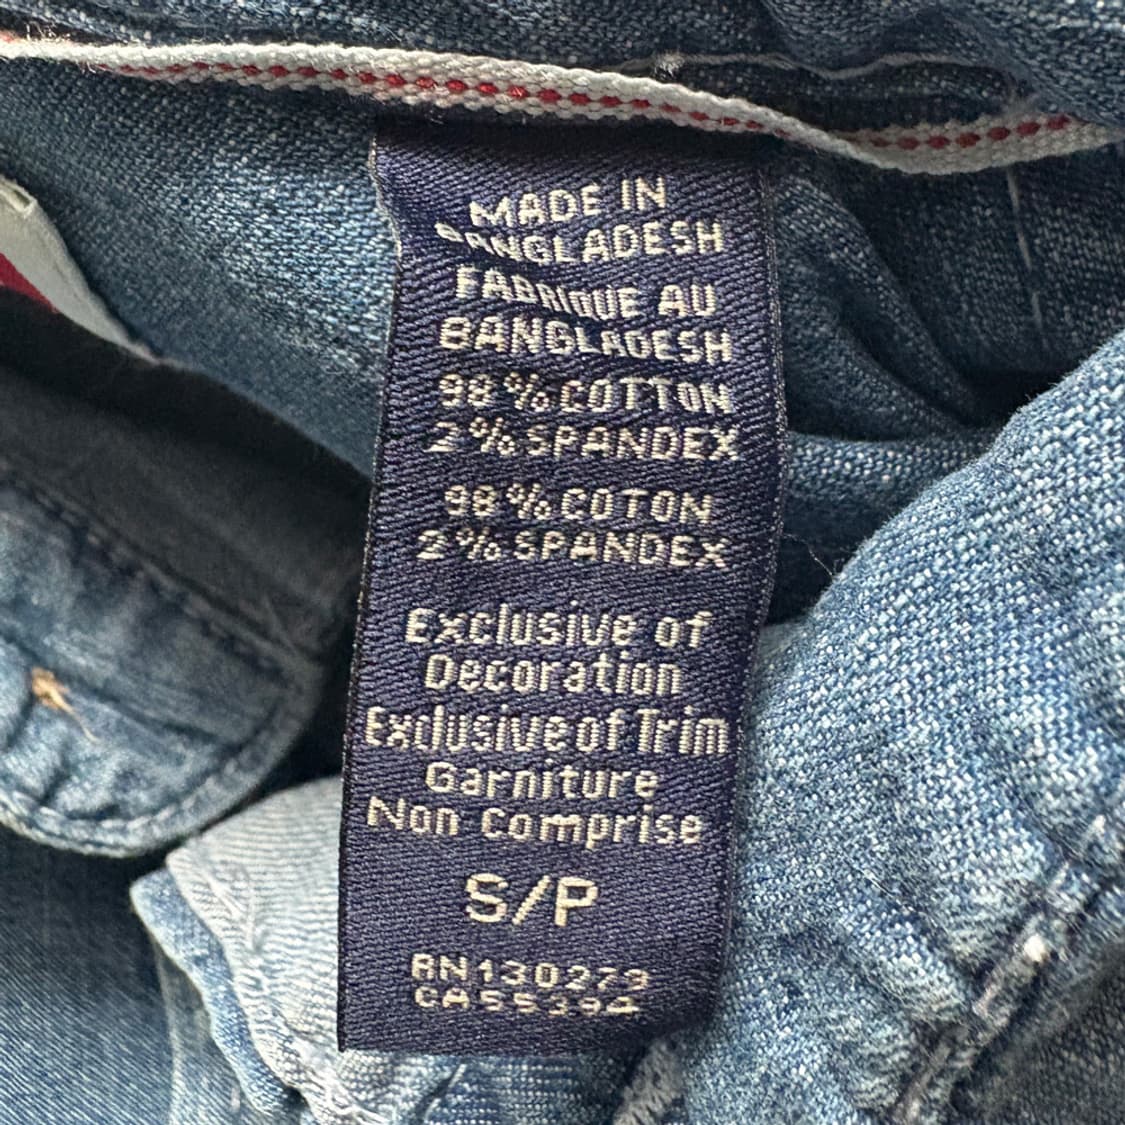 MADE IN
BANGLADESH
FABRIQUE AU
BANGLADESH
98% COTTON
2% SPANDEX
98% COTON
2% SPANDEX
Exclusive of
Decoration
Exclusive of Trim
Garniture
Non Comprise
S/P
RN130273
CA55394